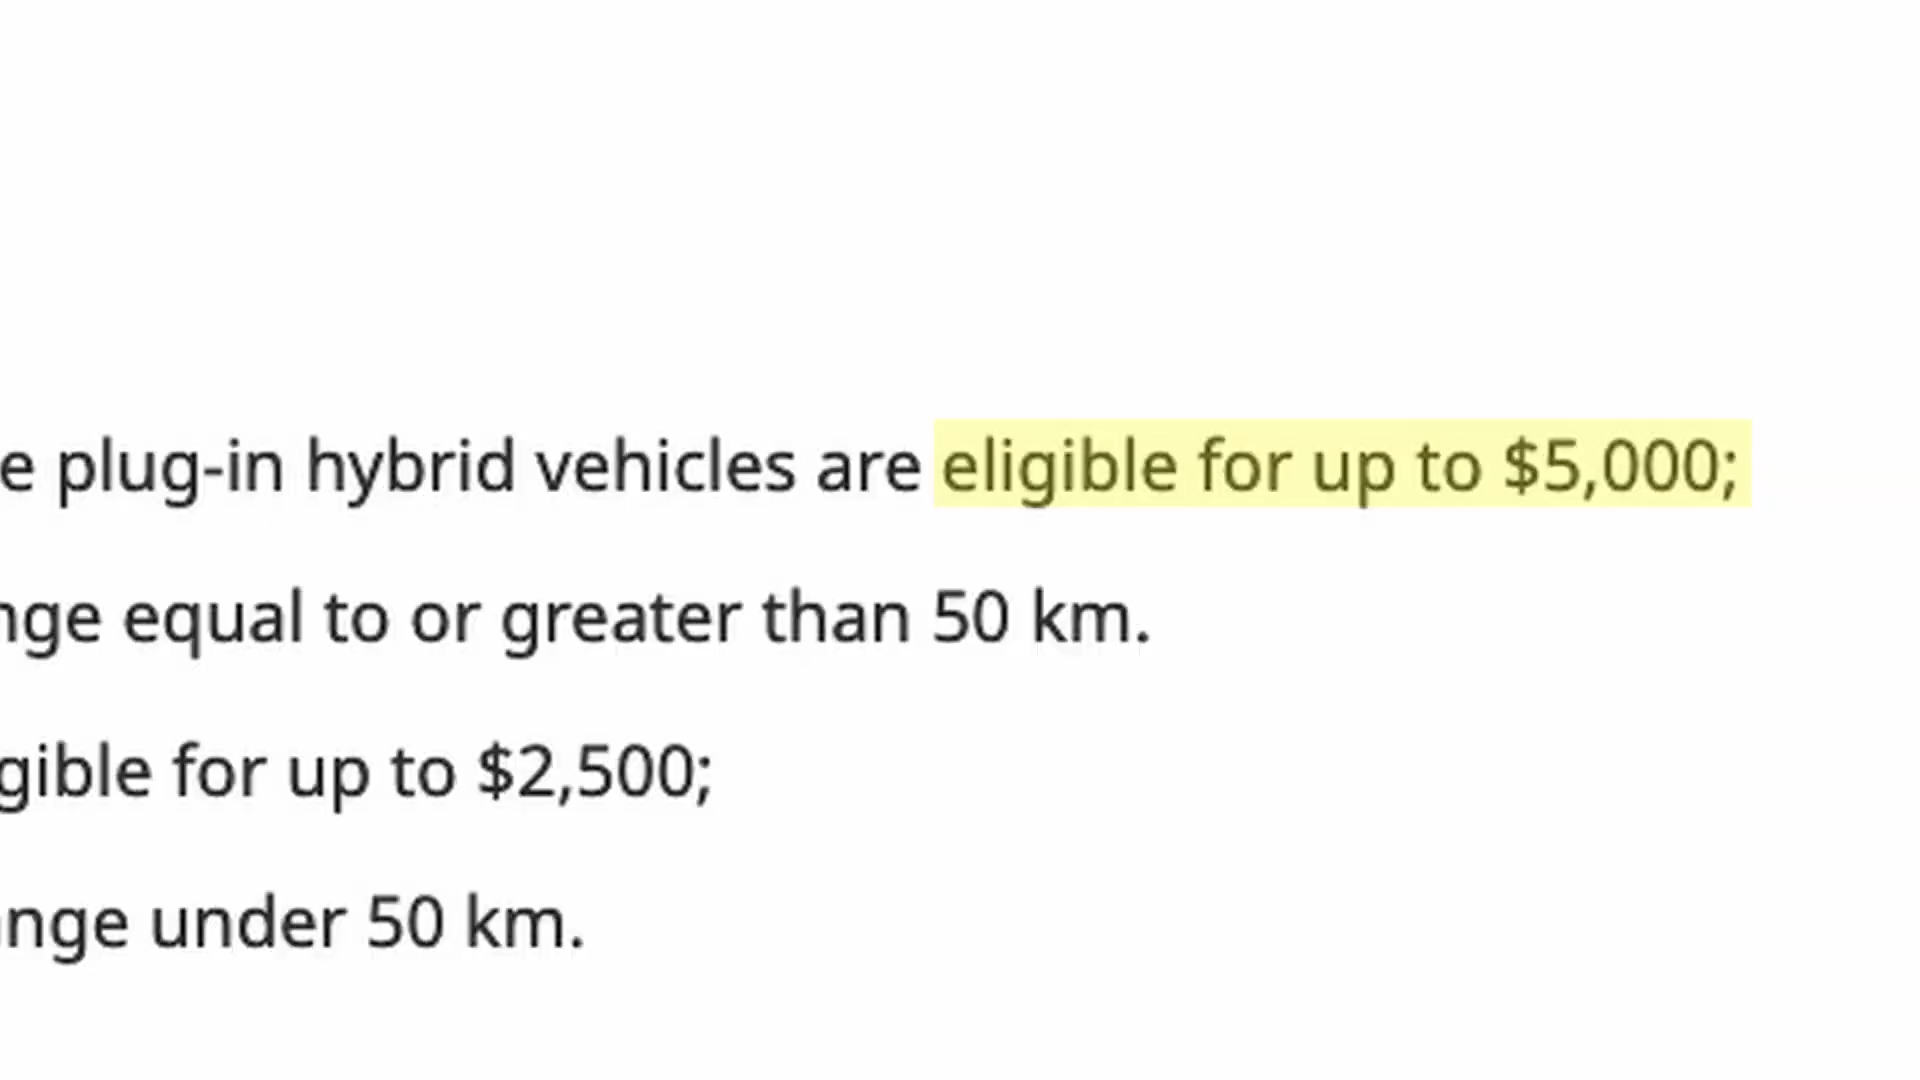 e plug-in hybrid vehicles are eligible for up to $5,000;
nge equal to or greater than 50 km.
gible for up to $2,500;
ange under 50 km.